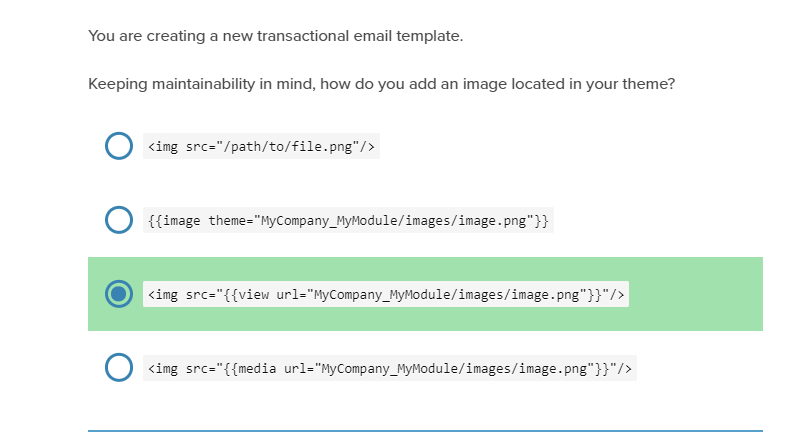 You are creating a new transactional email template.
Keeping maintainability in mind, how do you add an image located in your theme?
<img src="/path/to/file.png"/>
{{image theme="MyCompany_MyModule/images/image.png"}}
<img src="{{view url="MyCompany_MyModule/images/image.png"}}"/>
<img src="{{media url="MyCompany_MyModule/images/image.png"}}"/>